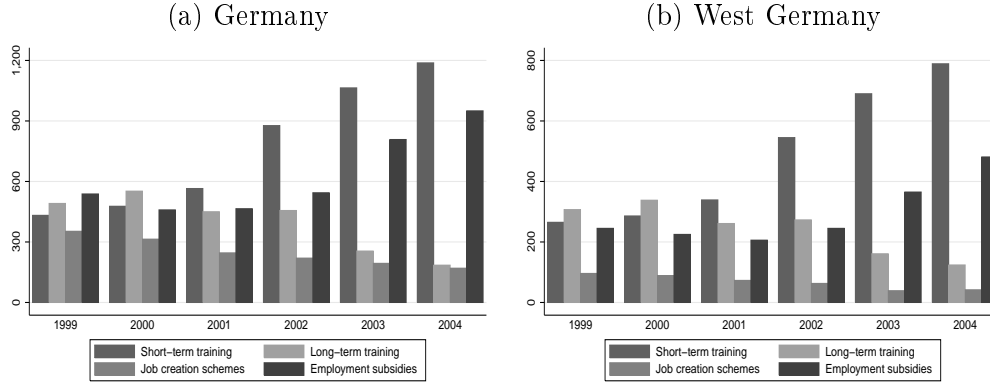 (a) Germany
1,200
900
600
300
0
1999 2000 2001 2002 2003 2004
Short-term training Long-term training
Job creation schemes Employment subsidies
(b) West Germany
800
600
400
200
0
1999 2000 2001 2002 2003 2004
Short-term training Long-term training
Job creation schemes Employment subsidies